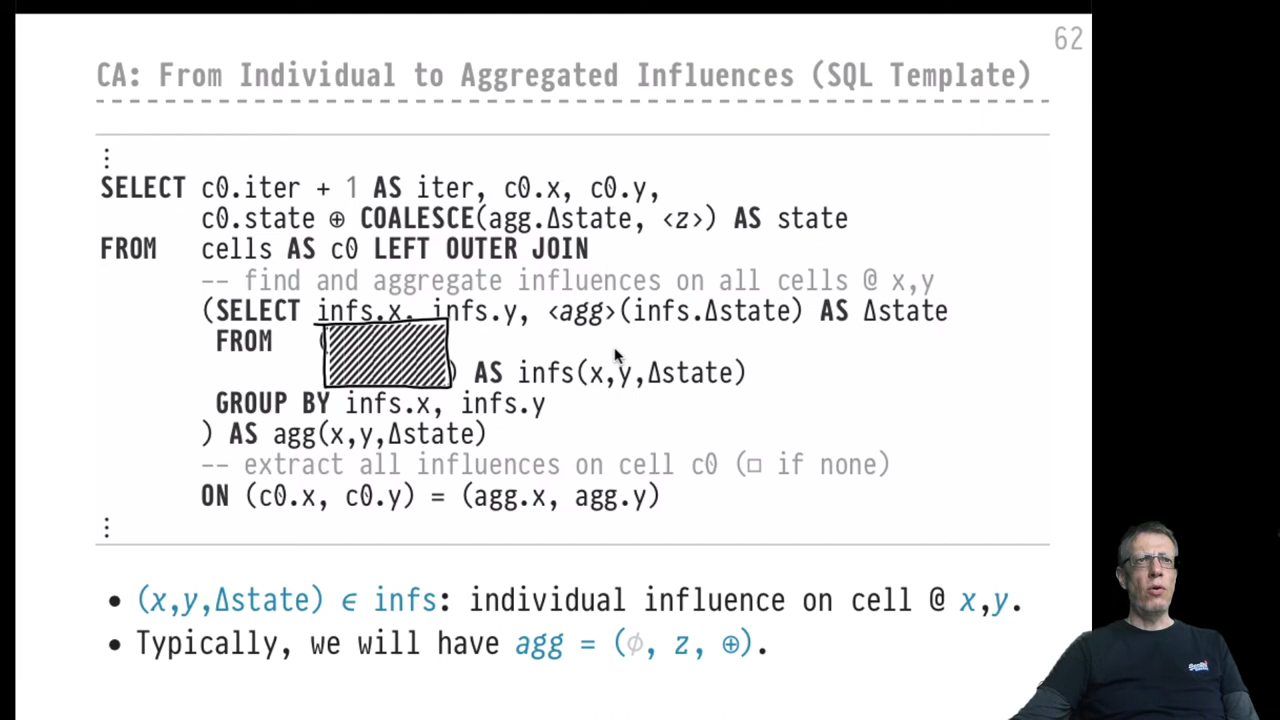 62
CA: From Individual to Aggregated Influences (SQL Template)
⋮
SELECT c0.iter + 1 AS iter, c0.x, c0.y,
c0.state ⊕ COALESCE(agg.Δstate, ‹z›) AS state
FROM cells AS c0 LEFT OUTER JOIN
-- find and aggregate influences on all cells @ x,y
(SELECT infs.x, infs.y, ‹agg›(infs.Δstate) AS Δstate
FROM (
) AS infs(x,y,Δstate)
GROUP BY infs.x, infs.y
) AS agg(x,y,Δstate)
-- extract all influences on cell c0 (□ if none)
ON (c0.x, c0.y) = (agg.x, agg.y)
⋮
• (x,y,Δstate) ∈ infs: individual influence on cell @ x,y.
• Typically, we will have agg = (∅, z, ⊕).